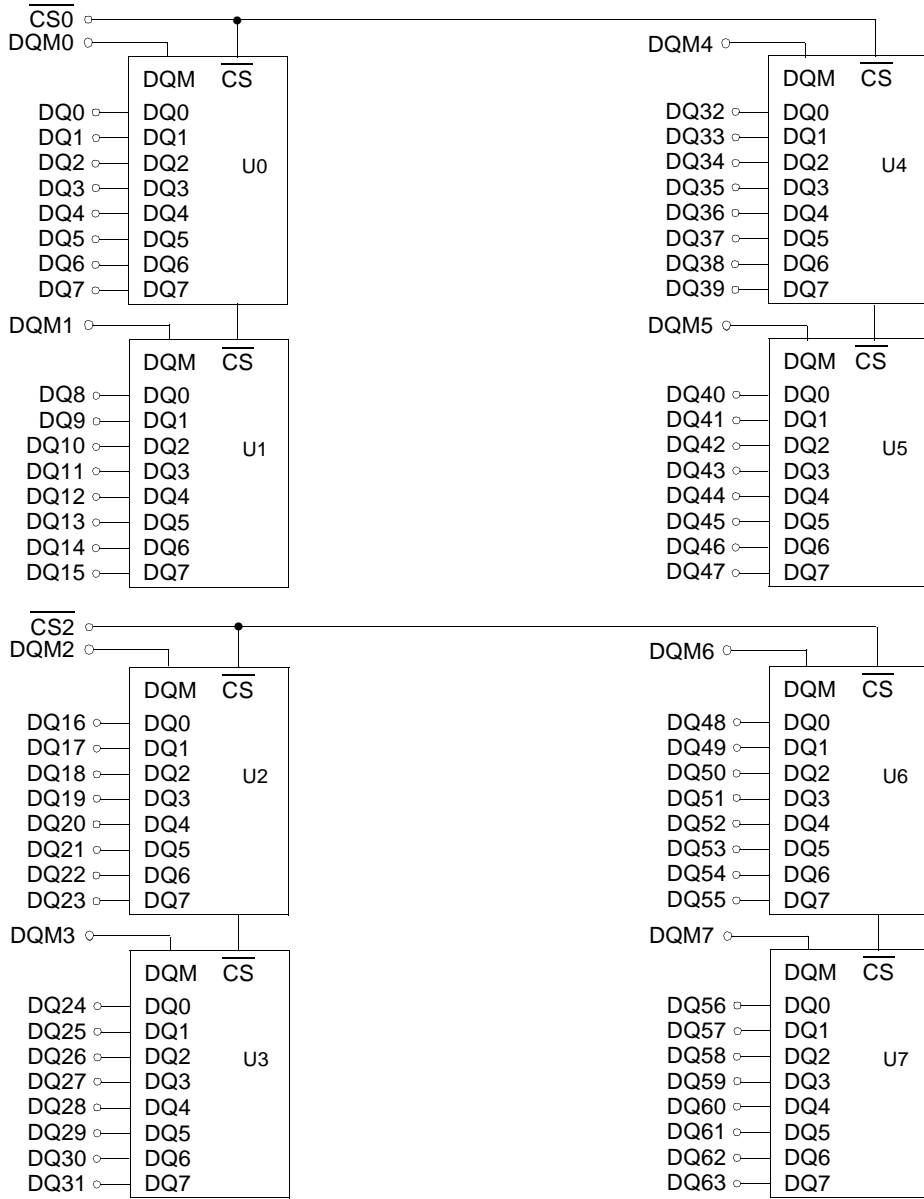 CS0
DQM0
DQM CS
DQ0 DQ0
DQ1 DQ1
DQ2 DQ2
U0
DQ3 DQ3
DQ4 DQ4
DQ5 DQ5
DQ6 DQ6
DQ7 DQ7
DQM1
DQM CS
DQ8 DQ0
DQ9 DQ1
DQ10 DQ2
U1
DQ11 DQ3
DQ12 DQ4
DQ13 DQ5
DQ14 DQ6
DQ15 DQ7
DQM4
DQM CS
DQ32 DQ0
DQ33 DQ1
DQ34 DQ2
U4
DQ35 DQ3
DQ36 DQ4
DQ37 DQ5
DQ38 DQ6
DQ39 DQ7
DQM5
DQM CS
DQ40 DQ0
DQ41 DQ1
DQ42 DQ2
U5
DQ43 DQ3
DQ44 DQ4
DQ45 DQ5
DQ46 DQ6
DQ47 DQ7
CS2
DQM2
DQM CS
DQ16 DQ0
DQ17 DQ1
DQ18 DQ2
U2
DQ19 DQ3
DQ20 DQ4
DQ21 DQ5
DQ22 DQ6
DQ23 DQ7
DQM3
DQM CS
DQ24 DQ0
DQ25 DQ1
DQ26 DQ2
U3
DQ27 DQ3
DQ28 DQ4
DQ29 DQ5
DQ30 DQ6
DQ31 DQ7
DQM6
DQM CS
DQ48 DQ0
DQ49 DQ1
DQ50 DQ2
U6
DQ51 DQ3
DQ52 DQ4
DQ53 DQ5
DQ54 DQ6
DQ55 DQ7
DQM7
DQM CS
DQ56 DQ0
DQ57 DQ1
DQ58 DQ2
U7
DQ59 DQ3
DQ60 DQ4
DQ61 DQ5
DQ62 DQ6
DQ63 DQ7